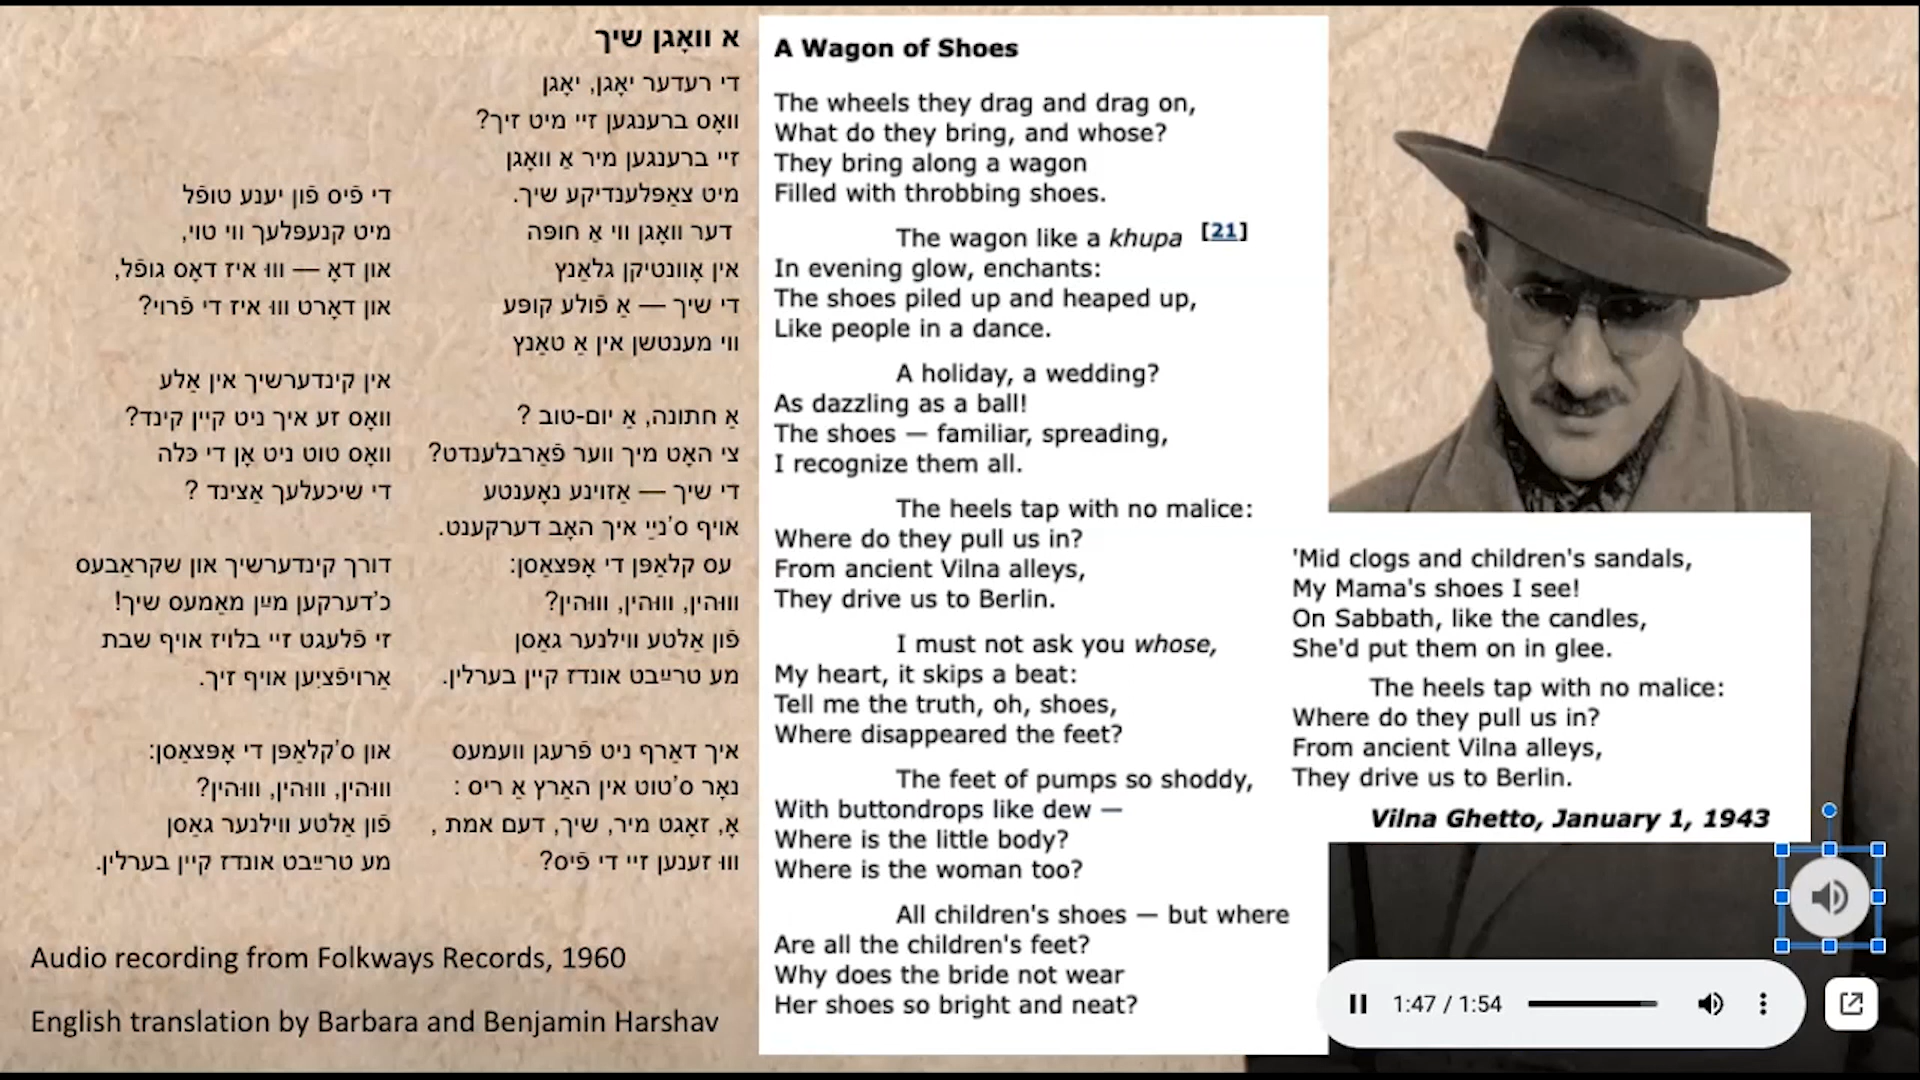 א וואָגן שיך
די רעדער יאָגן, יאָגן
וואָס ברענגען זיי מיט זיך?
זיי ברענגען מיר אַ וואָגן
מיט צאַפּלענדיקע שיך.
דער וואָגן ווי אַ חופּה
אין אָוונטיקן גלאַנץ
די שיך — אַ פֿולע קופּע
ווי מענטשן אין אַ טאַנץ
אַ חתונה, אַ יום-טוב ?
צי האָט מיך ווער פֿאַרבלענדט?
די שיך — אַזוינע נאָענטע
אויף ס'נײַ איך האָב דערקענט.
עס קלאַפּן די אָפּצאַסן:
וווּהין, וווּהין, וווּהין?
פֿון אַלטע ווילנער גאַסן
מע טרײַבט אונדז קיין בערלין.
איך דאַרף ניט פֿרעגן וועמעס
נאָר ס'טוט אין האַרץ אַ ריס :
אָ, זאָגט מיר, שיך, דעם אמת ,
וווּ זענען זיי די פֿיס?
די פֿיס פֿון יענע טופֿל
מיט קנעפּלעך ווי טוי,
און דאָ — וווּ איז דאָס גופֿל,
און דאָרט וווּ איז די פֿרוי?
אין קינדערשיך אין אַלע
וואָס זע איך ניט קיין קינד?
וואָס טוט ניט אָן די כּלה
די שיכעלעך אַצינד ?
דורך קינדערשיך און שקראַבעס
כ'דערקען מײַן מאַמעס שיך!
זי פֿלעגט זיי בלויז אויף שבת
אַרויפֿציִען אויף זיך.
און ס'קלאַפּן די אָפּצאַסן:
וווּהין, וווּהין, וווּהין?
פֿון אַלטע ווילנער גאַסן
מע טרײַבט אונדז קיין בערלין.
Audio recording from Folkways Records, 1960
English translation by Barbara and Benjamin Harshav
A Wagon of Shoes
The wheels they drag and drag on,
What do they bring, and whose?
They bring along a wagon
Filled with throbbing shoes.
The wagon like a khupa [21]
In evening glow, enchants:
The shoes piled up and heaped up,
Like people in a dance.
A holiday, a wedding?
As dazzling as a ball!
The shoes — familiar, spreading,
I recognize them all.
The heels tap with no malice:
Where do they pull us in?
From ancient Vilna alleys,
They drive us to Berlin.
I must not ask you whose,
My heart, it skips a beat:
Tell me the truth, oh, shoes,
Where disappeared the feet?
The feet of pumps so shoddy,
With buttondrops like dew —
Where is the little body?
Where is the woman too?
All children's shoes — but where
Are all the children's feet?
Why does the bride not wear
Her shoes so bright and neat?
'Mid clogs and children's sandals,
My Mama's shoes I see!
On Sabbath, like the candles,
She'd put them on in glee.
The heels tap with no malice:
Where do they pull us in?
From ancient Vilna alleys,
They drive us to Berlin.
Vilna Ghetto, January 1, 1943
1:47 / 1:54